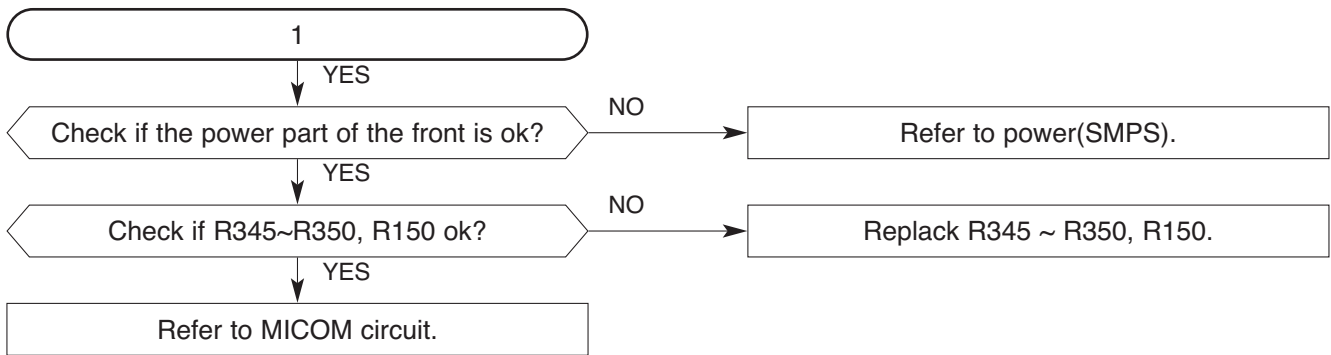 1
YES
Check if the power part of the front is ok?
NO
Refer to power(SMPS).
YES
Check if R345~R350, R150 ok?
NO
Replack R345 ~ R350, R150.
YES
Refer to MICOM circuit.